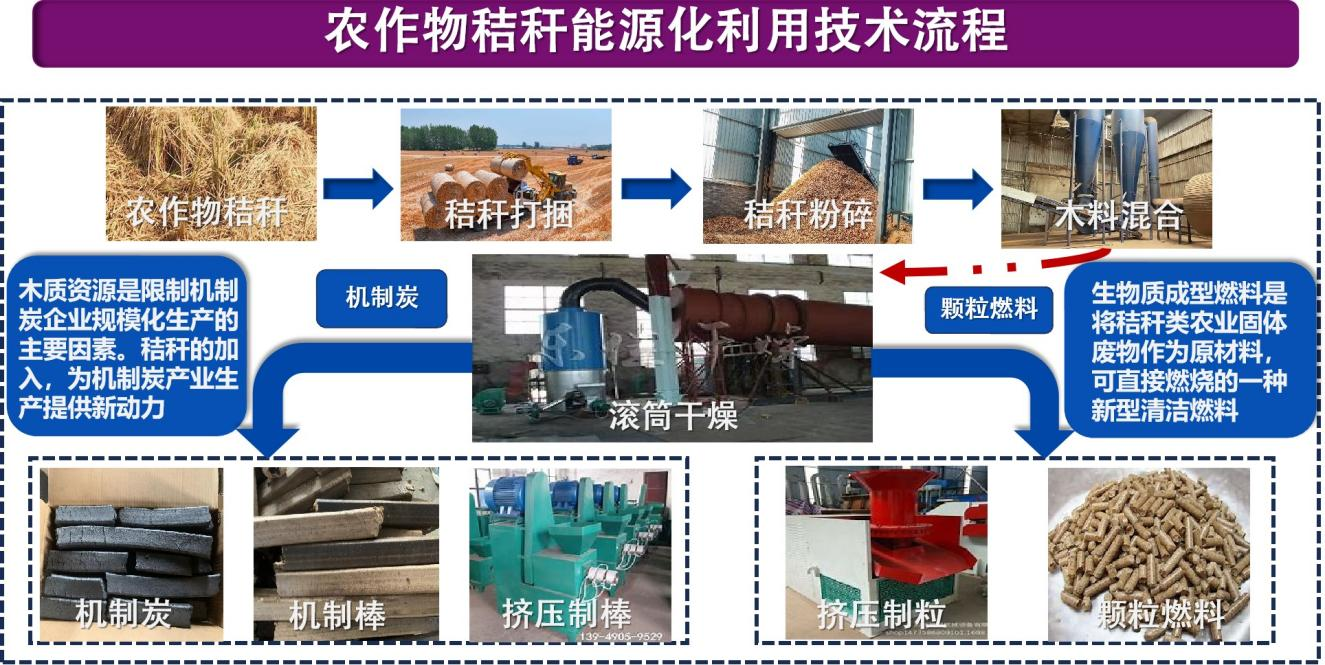 农作物秸秆能源化利用技术流程
农作物秸秆
秸秆打捆
秸秆粉碎
木料混合
木质资源是限制机制
炭企业规模化生产的
主要因素。秸秆的加
入，为机制炭产业生
产提供新动力
机制炭
滚筒干燥
颗粒燃料
生物质成型燃料是
将秸秆类农业固体
废物作为原材料，
可直接燃烧的一种
新型清洁燃料
机制炭
机制棒
挤压制棒
139-4905-9529
挤压制粒
颗粒燃料